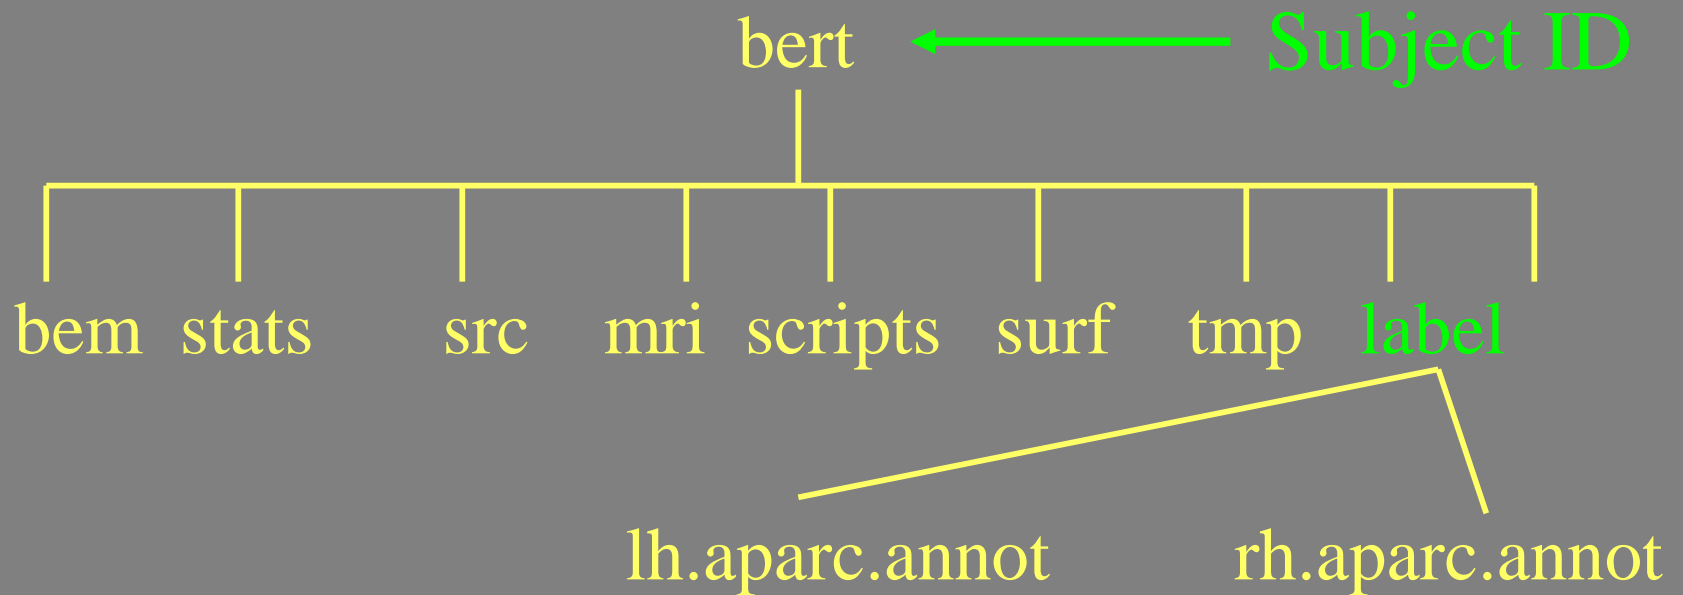 bert Subject ID
bem stats src mri scripts surf tmp label
lh.aparc.annot rh.aparc.annot